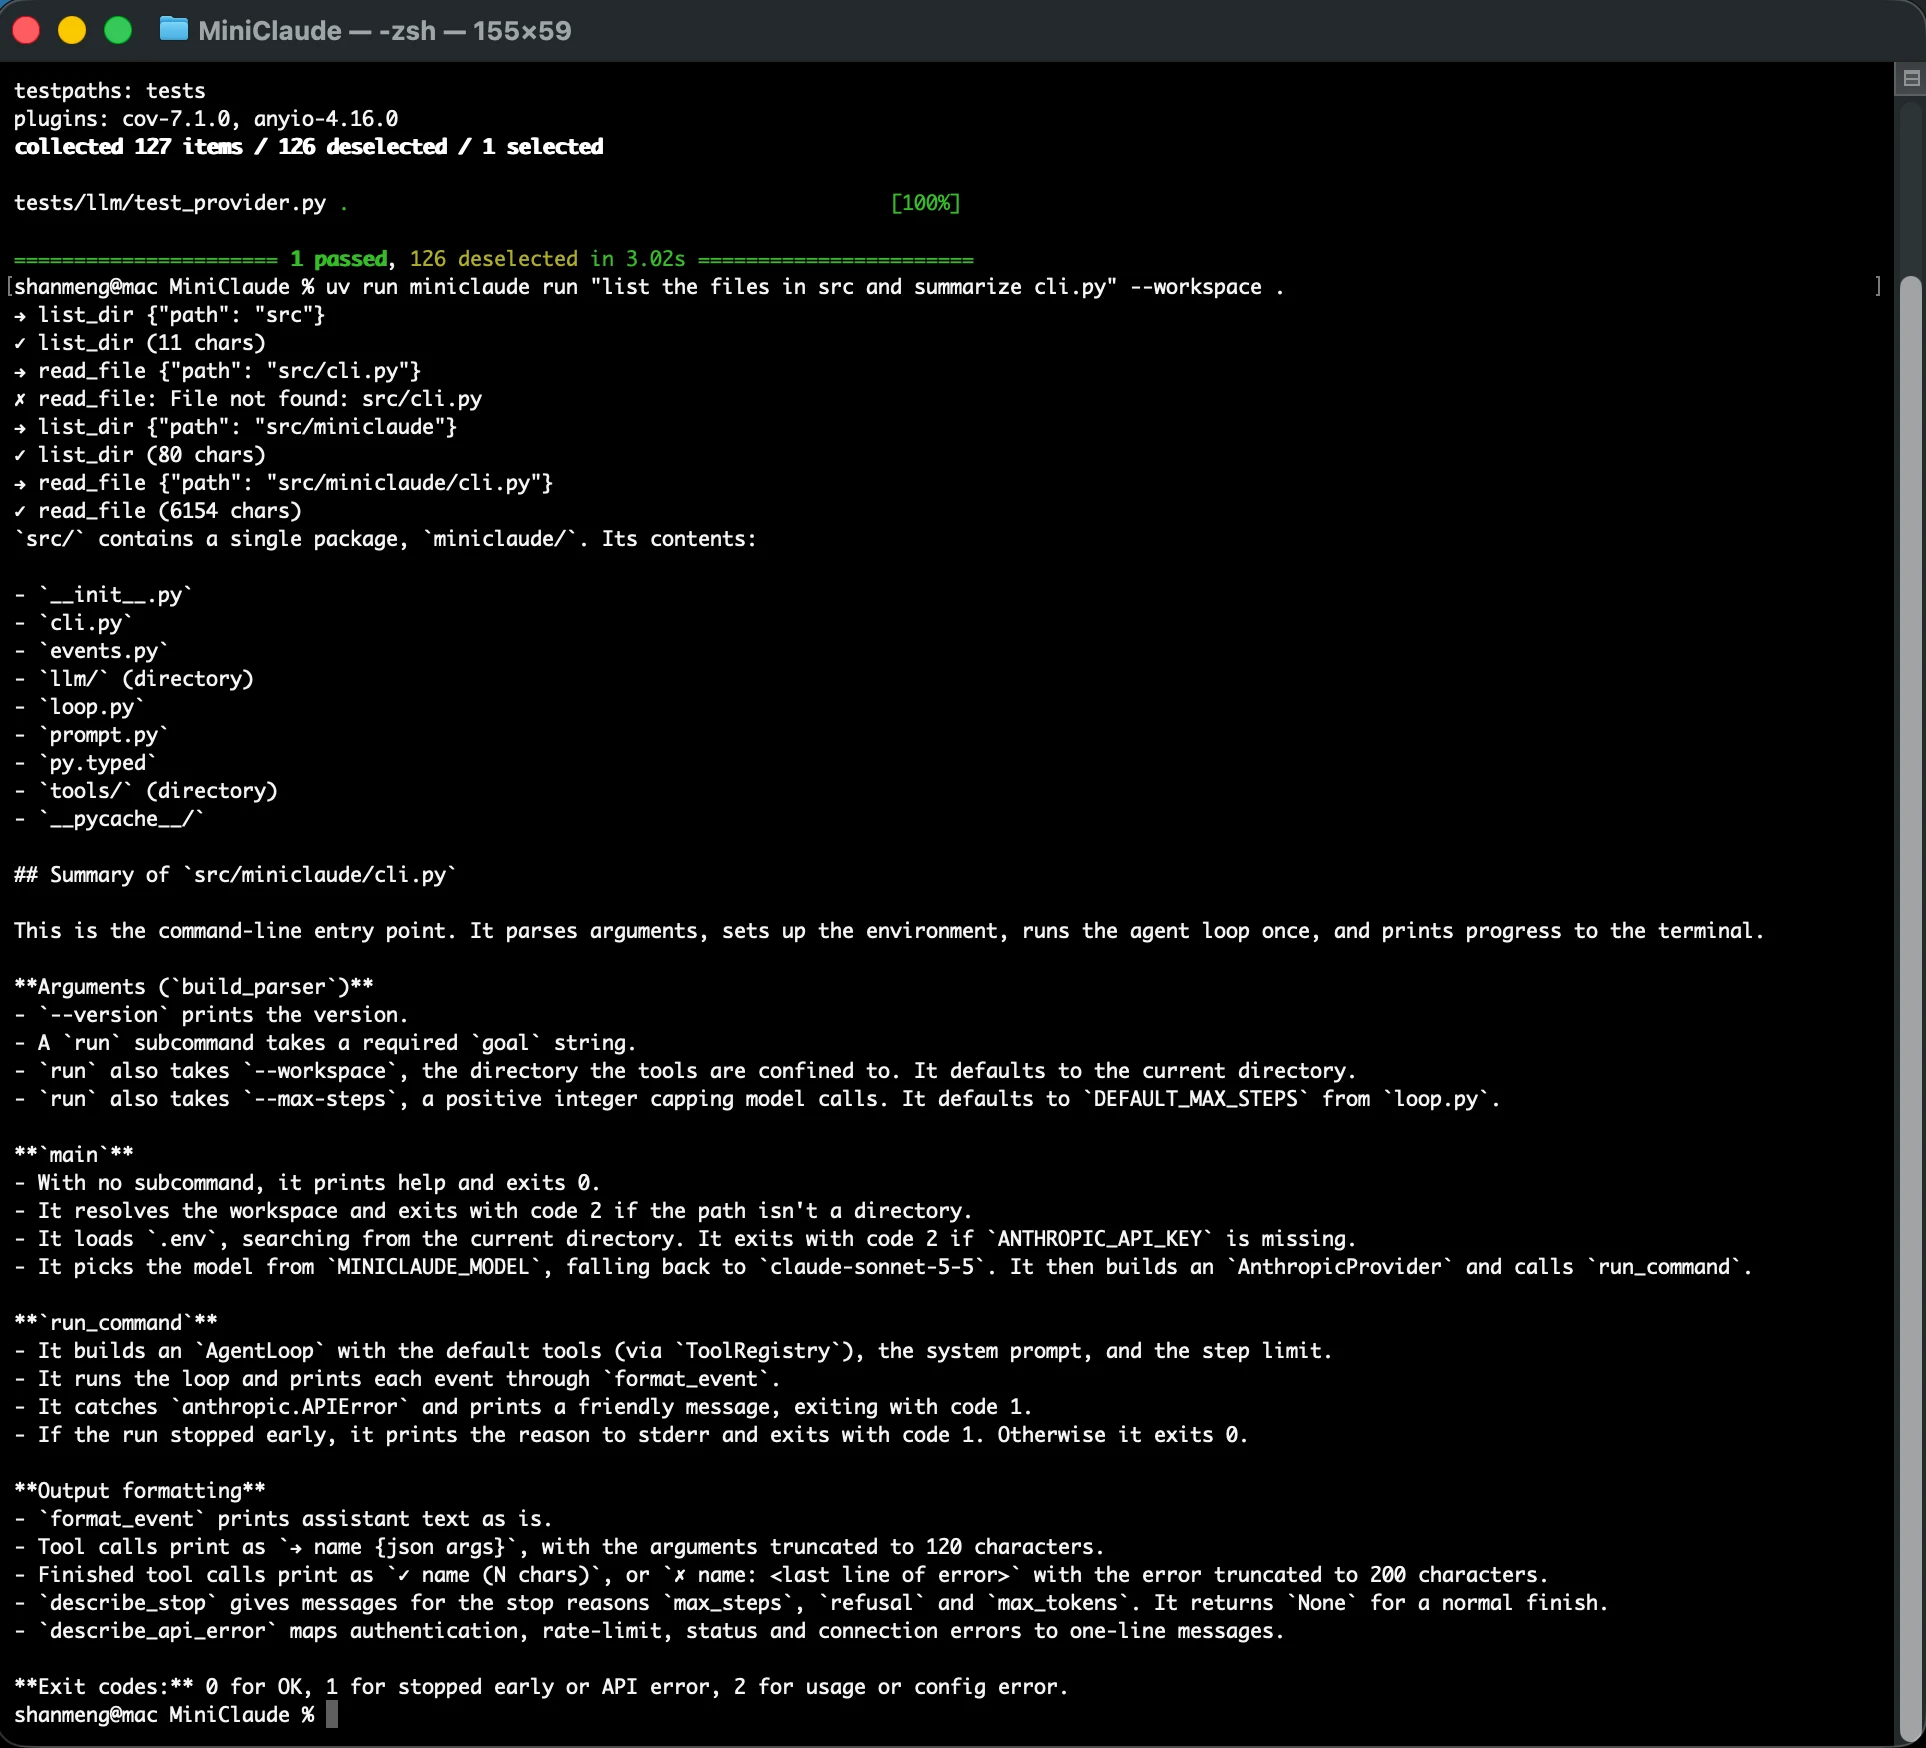 MiniClaude — -zsh — 155×59
testpaths: tests
plugins: cov-7.1.0, anyio-4.16.0
collected 127 items / 126 deselected / 1 selected
tests/llm/test_provider.py . [100%]
====================== 1 passed, 126 deselected in 3.02s =======================
[shanmeng@mac MiniClaude % uv run miniclaude run "list the files in src and summarize cli.py" --workspace . ]
→ list_dir {"path": "src"}
✓ list_dir (11 chars)
→ read_file {"path": "src/cli.py"}
✗ read_file: File not found: src/cli.py
→ list_dir {"path": "src/miniclaude"}
✓ list_dir (80 chars)
→ read_file {"path": "src/miniclaude/cli.py"}
✓ read_file (6154 chars)
`src/` contains a single package, `miniclaude/`. Its contents:
- `__init__.py`
- `cli.py`
- `events.py`
- `llm/` (directory)
- `loop.py`
- `prompt.py`
- `py.typed`
- `tools/` (directory)
- `__pycache__/`
## Summary of `src/miniclaude/cli.py`
This is the command-line entry point. It parses arguments, sets up the environment, runs the agent loop once, and prints progress to the terminal.
**Arguments (`build_parser`)**
- `--version` prints the version.
- A `run` subcommand takes a required `goal` string.
- `run` also takes `--workspace`, the directory the tools are confined to. It defaults to the current directory.
- `run` also takes `--max-steps`, a positive integer capping model calls. It defaults to `DEFAULT_MAX_STEPS` from `loop.py`.
**`main`**
- With no subcommand, it prints help and exits 0.
- It resolves the workspace and exits with code 2 if the path isn't a directory.
- It loads `.env`, searching from the current directory. It exits with code 2 if `ANTHROPIC_API_KEY` is missing.
- It picks the model from `MINICLAUDE_MODEL`, falling back to `claude-sonnet-5-5`. It then builds an `AnthropicProvider` and calls `run_command`.
**`run_command`**
- It builds an `AgentLoop` with the default tools (via `ToolRegistry`), the system prompt, and the step limit.
- It runs the loop and prints each event through `format_event`.
- It catches `anthropic.APIError` and prints a friendly message, exiting with code 1.
- If the run stopped early, it prints the reason to stderr and exits with code 1. Otherwise it exits 0.
**Output formatting**
- `format_event` prints assistant text as is.
- Tool calls print as `→ name {json args}`, with the arguments truncated to 120 characters.
- Finished tool calls print as `✓ name (N chars)`, or `✗ name: <last line of error>` with the error truncated to 200 characters.
- `describe_stop` gives messages for the stop reasons `max_steps`, `refusal` and `max_tokens`. It returns `None` for a normal finish.
- `describe_api_error` maps authentication, rate-limit, status and connection errors to one-line messages.
**Exit codes:** 0 for OK, 1 for stopped early or API error, 2 for usage or config error.
shanmeng@mac MiniClaude %